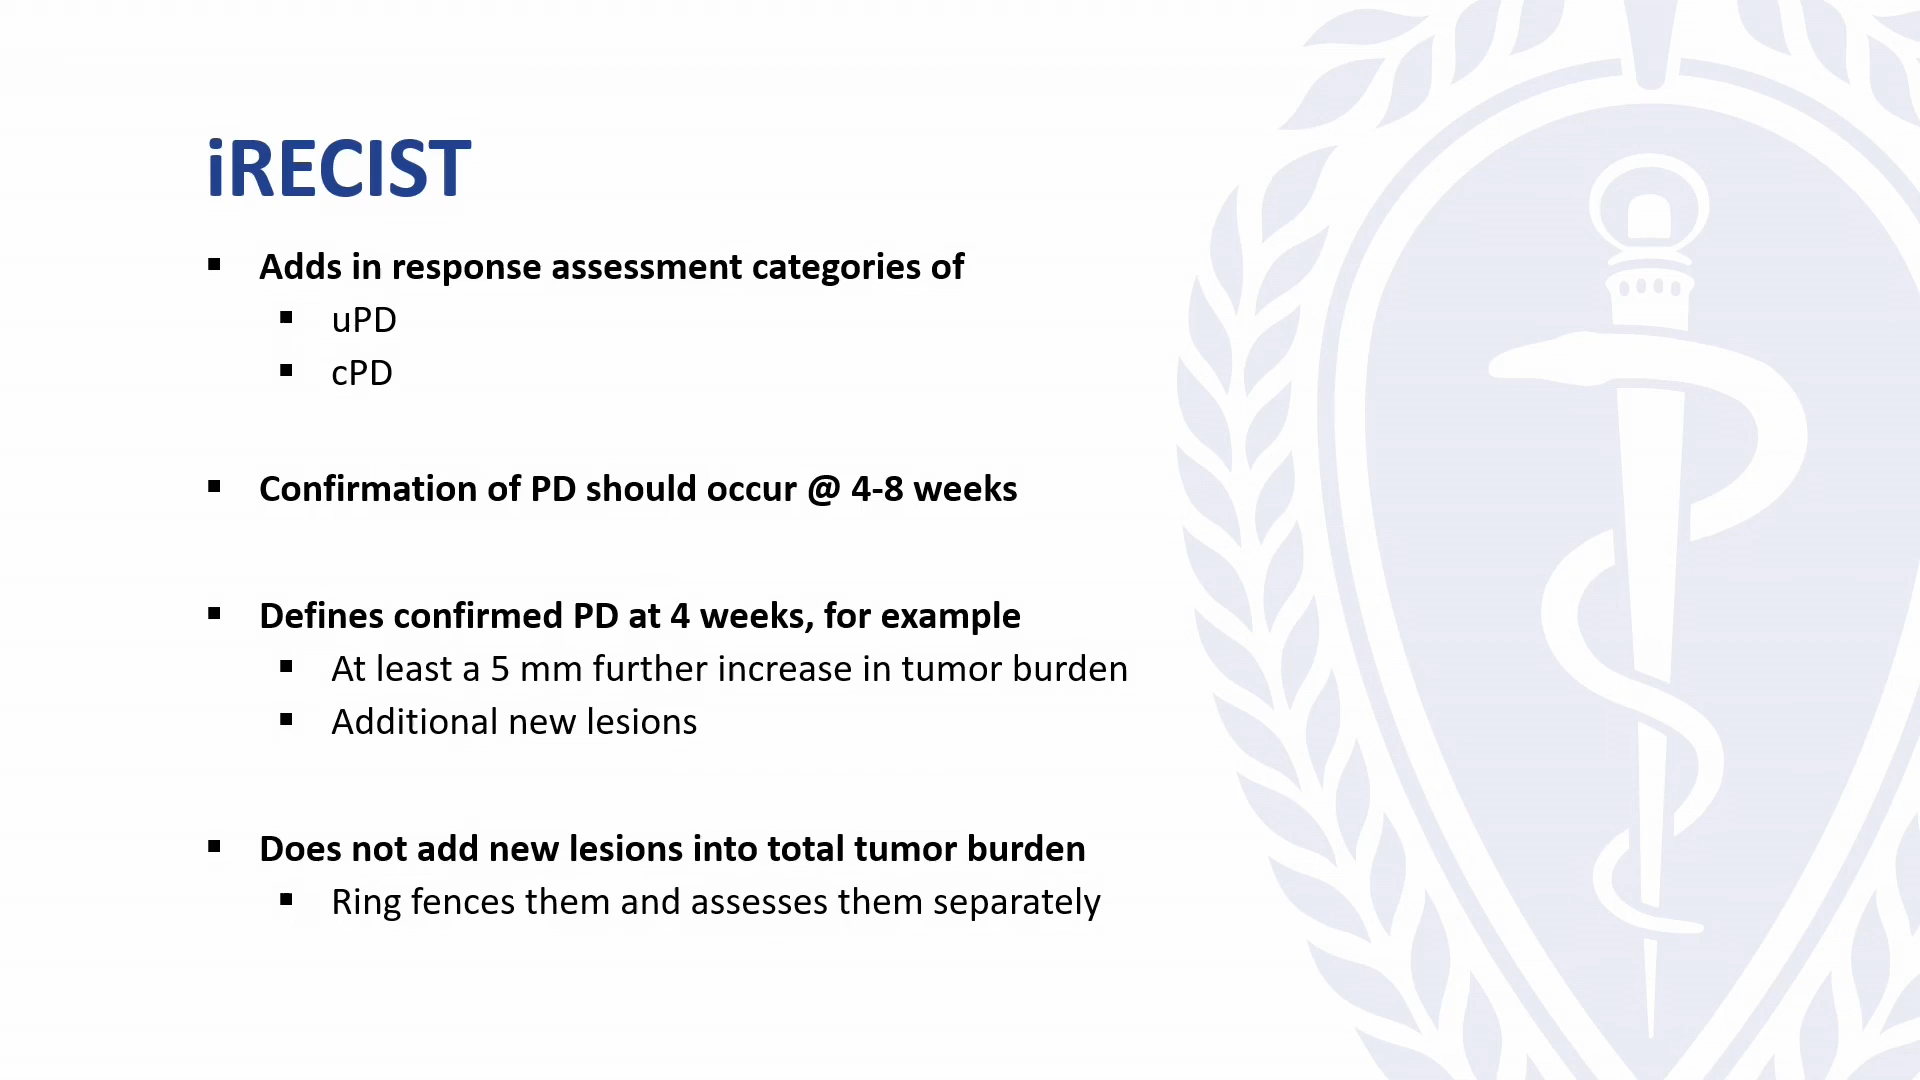 iRECIST
▪ Adds in response assessment categories of
▪ uPD
▪ cPD
▪ Confirmation of PD should occur @ 4-8 weeks
▪ Defines confirmed PD at 4 weeks, for example
▪ At least a 5 mm further increase in tumor burden
▪ Additional new lesions
▪ Does not add new lesions into total tumor burden
▪ Ring fences them and assesses them separately